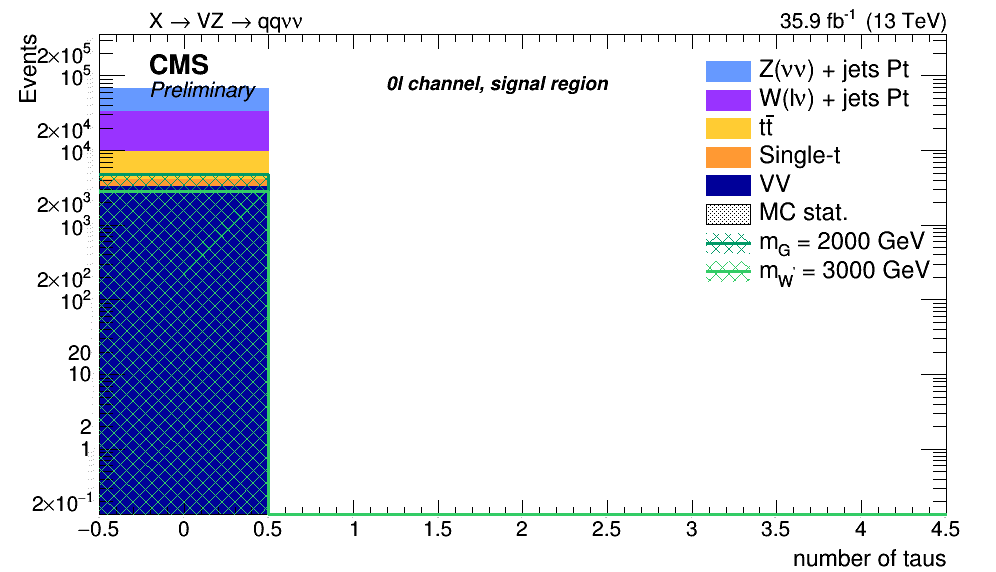 X → VZ → qqνν
35.9 fb⁻¹ (13 TeV)
Events
CMS
Preliminary
0l channel, signal region
Z(νν) + jets Pt
W(lν) + jets Pt
tt̄
Single-t
VV
MC stat.
m_G = 2000 GeV
m_W' = 3000 GeV
2×10⁵
10⁵
2×10⁴
10⁴
2×10³
10³
2×10²
10²
20
10
2
1
2×10⁻¹
−0.5 0 0.5 1 1.5 2 2.5 3 3.5 4 4.5
number of taus